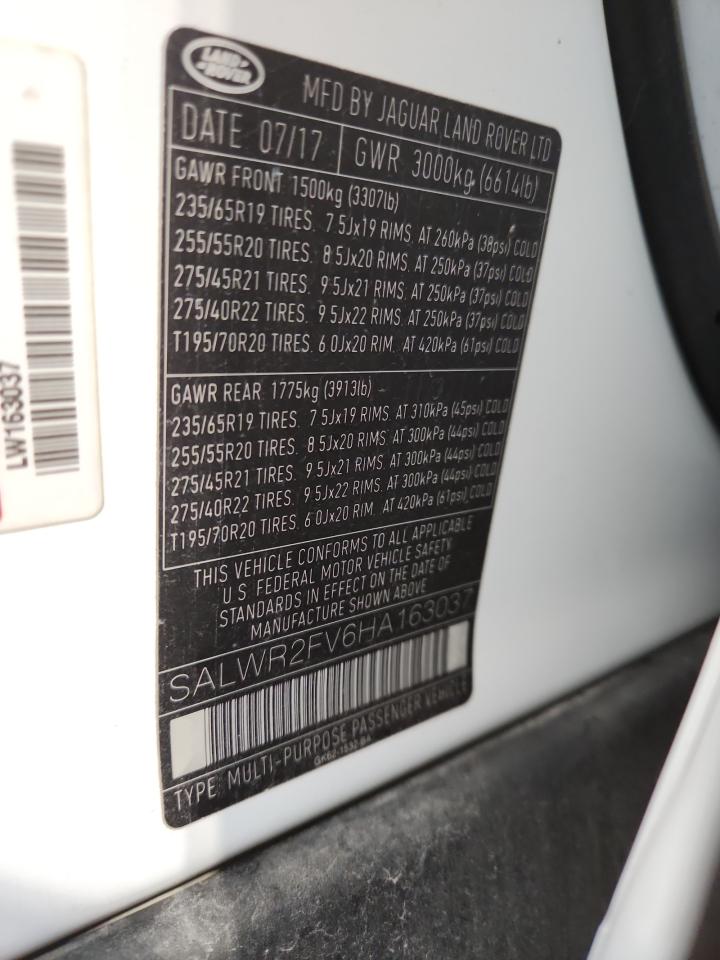 LAND
ROVER
MFD BY JAGUAR LAND ROVER LTD
DATE 07/17 GWR 3000kg (6614lb)
GAWR FRONT 1500kg (3307lb)
235/65R19 TIRES. 7.5Jx19 RIMS. AT 260kPa (38psi) COLD
255/55R20 TIRES. 8.5Jx20 RIMS. AT 250kPa (37psi) COLD
275/45R21 TIRES. 9.5Jx21 RIMS. AT 250kPa (37psi) COLD
275/40R22 TIRES. 9.5Jx22 RIMS. AT 250kPa (37psi) COLD
T195/70R20 TIRES. 6.0Jx20 RIM. AT 420kPa (61psi) COLD
GAWR REAR 1775kg (3913lb)
235/65R19 TIRES. 7.5Jx19 RIMS. AT 310kPa (45psi) COLD
255/55R20 TIRES. 8.5Jx20 RIMS. AT 300kPa (44psi) COLD
275/45R21 TIRES. 9.5Jx21 RIMS. AT 300kPa (44psi) COLD
275/40R22 TIRES. 9.5Jx22 RIMS. AT 300kPa (44psi) COLD
T195/70R20 TIRES. 6.0Jx20 RIM. AT 420kPa (61psi) COLD
THIS VEHICLE CONFORMS TO ALL APPLICABLE
U.S. FEDERAL MOTOR VEHICLE SAFETY
STANDARDS IN EFFECT ON THE DATE OF
MANUFACTURE SHOWN ABOVE
SALWR2FV6HA163037
TYPE: MULTI-PURPOSE PASSENGER VEHICLE
GK62-1532-BA
LW163037